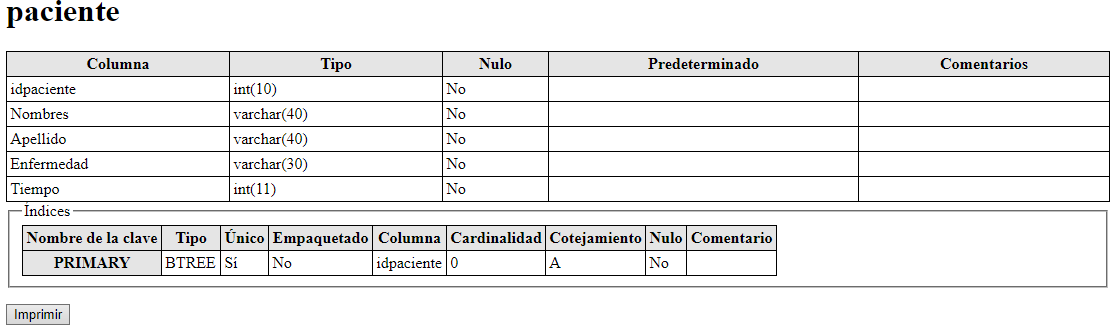 paciente
Columna Tipo Nulo Predeterminado Comentarios
idpaciente int(10) No
Nombres varchar(40) No
Apellido varchar(40) No
Enfermedad varchar(30) No
Tiempo int(11) No
Índices
Nombre de la clave Tipo Único Empaquetado Columna Cardinalidad Cotejamiento Nulo Comentario
PRIMARY BTREE Sí No idpaciente 0 A No
Imprimir